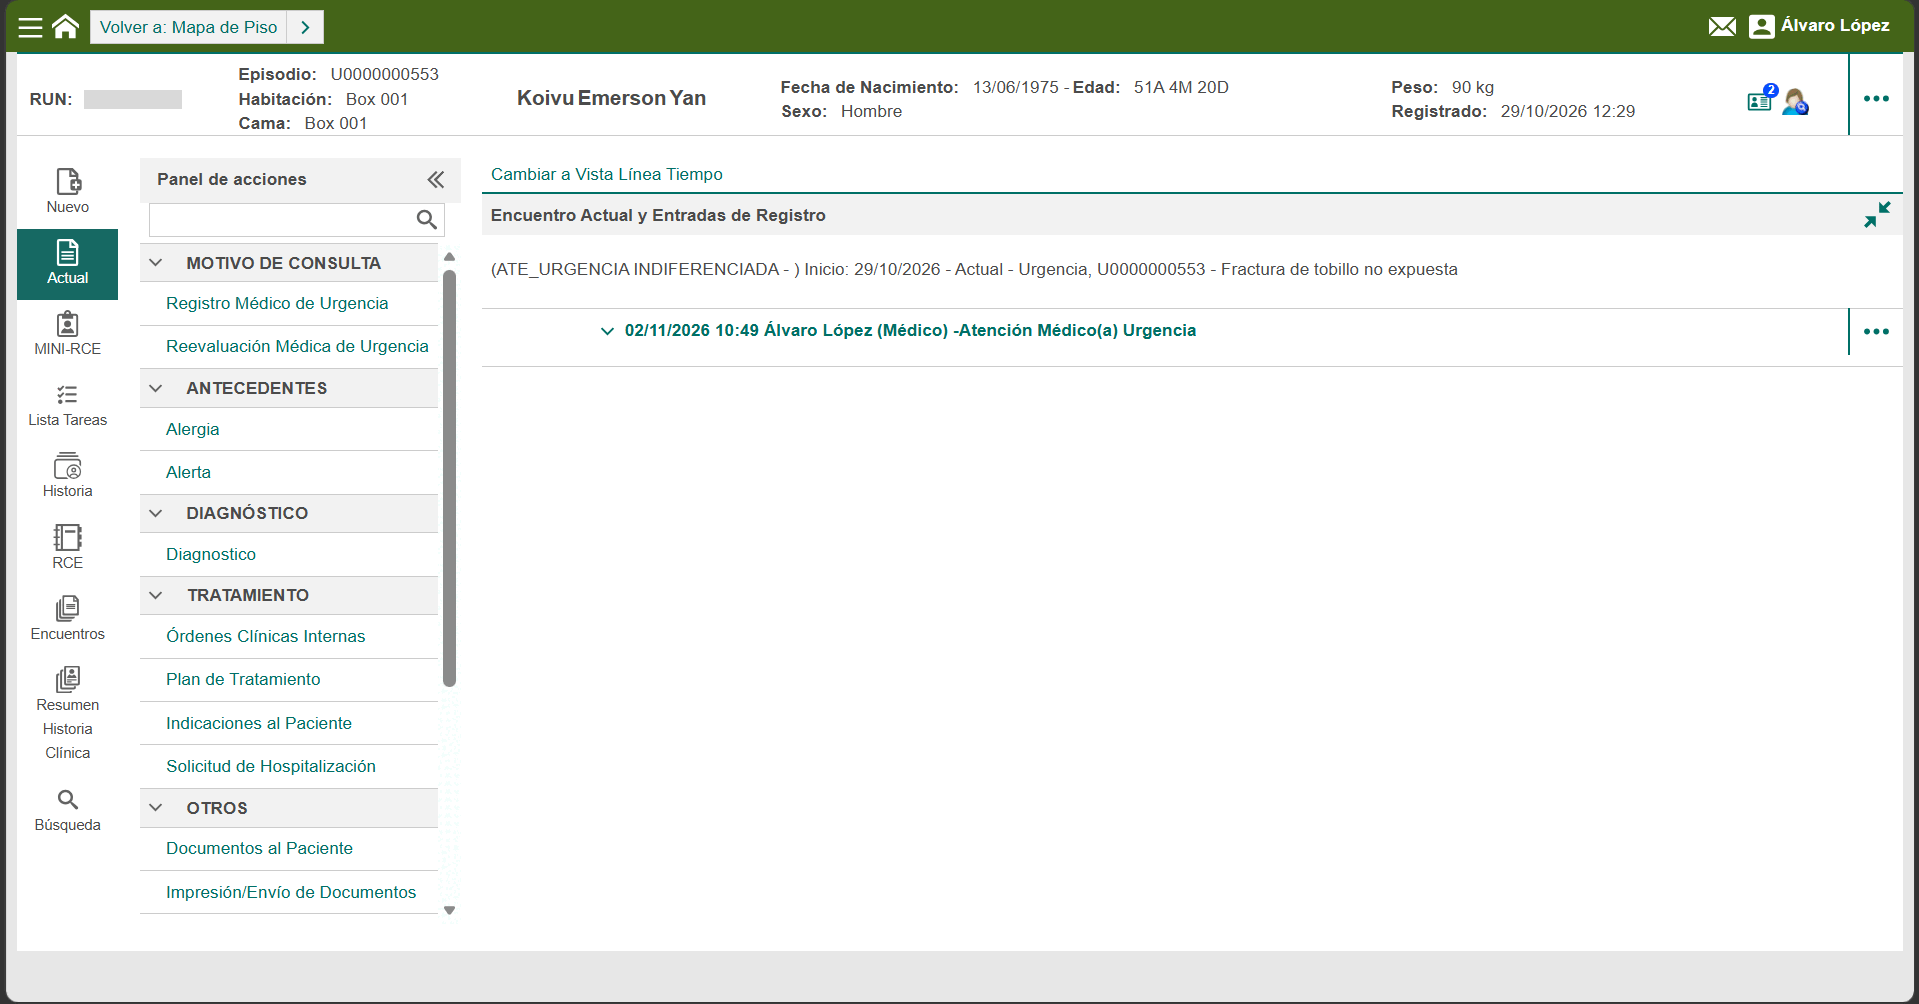 Volver a: Mapa de Piso
Álvaro López
RUN:
Episodio: U0000000553
Habitación: Box 001
Cama: Box 001
Koivu Emerson Yan
Fecha de Nacimiento: 13/06/1975 - Edad: 51A 4M 20D
Sexo: Hombre
Peso: 90 kg
Registrado: 29/10/2026 12:29
2
Nuevo
Actual
MINI-RCE
Lista Tareas
Historia
RCE
Encuentros
Resumen
Historia
Clínica
Búsqueda
Panel de acciones
MOTIVO DE CONSULTA
Registro Médico de Urgencia
Reevaluación Médica de Urgencia
ANTECEDENTES
Alergia
Alerta
DIAGNÓSTICO
Diagnostico
TRATAMIENTO
Órdenes Clínicas Internas
Plan de Tratamiento
Indicaciones al Paciente
Solicitud de Hospitalización
OTROS
Documentos al Paciente
Impresión/Envío de Documentos
Cambiar a Vista Línea Tiempo
Encuentro Actual y Entradas de Registro
(ATE_URGENCIA INDIFERENCIADA - ) Inicio: 29/10/2026 - Actual - Urgencia, U0000000553 - Fractura de tobillo no expuesta
02/11/2026 10:49 Álvaro López (Médico) -Atención Médico(a) Urgencia